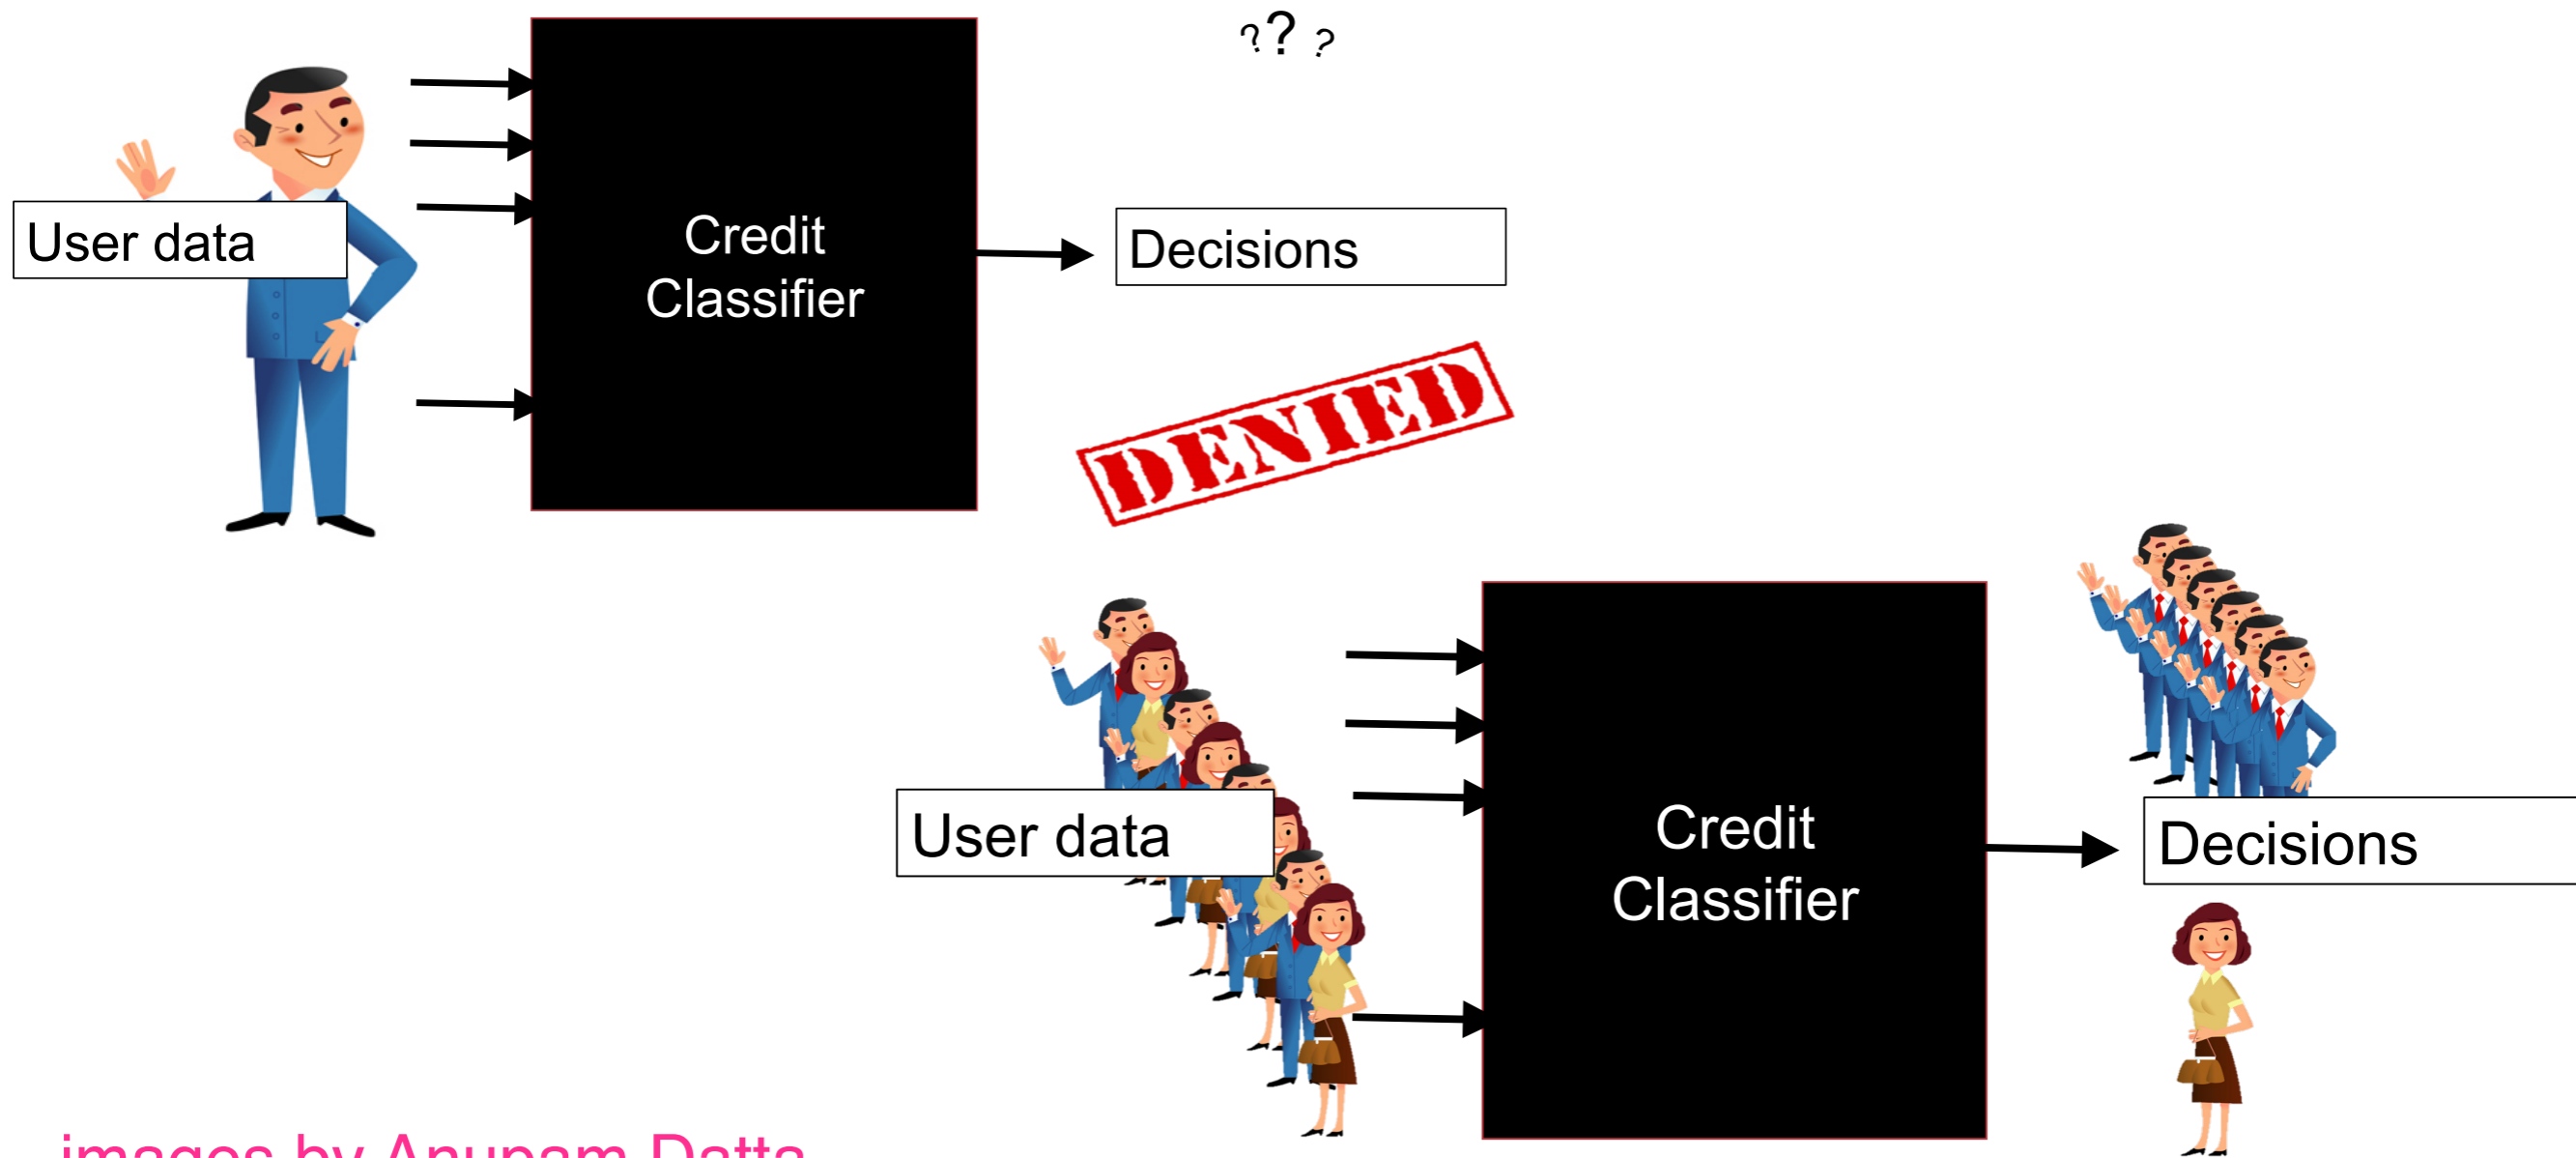 ???
User data
Credit
Classifier
Decisions
DENIED
User data
Credit
Classifier
Decisions
images by Anupam Datta